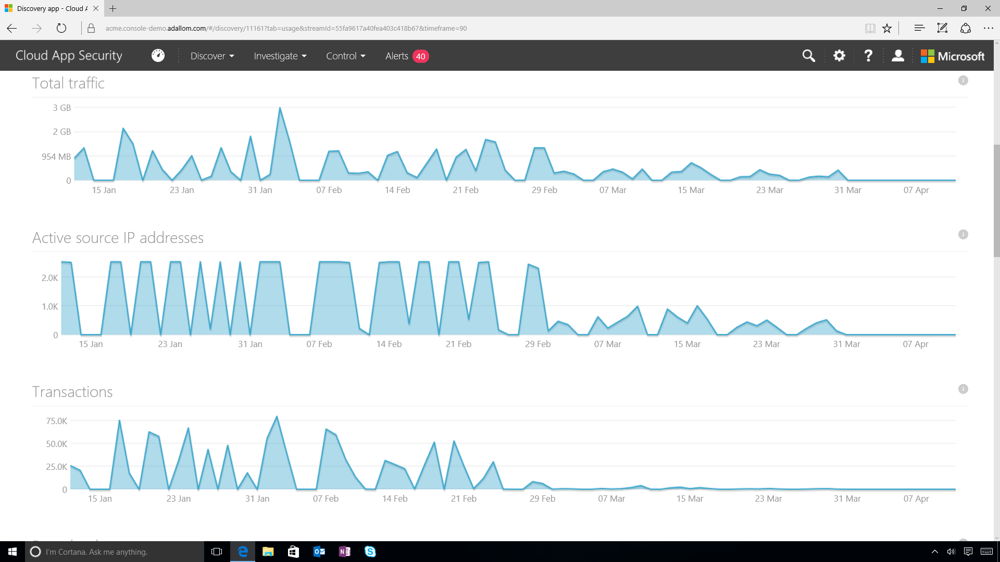 Discovery app - Cloud A
acme.console-demo.adallom.com/#/discovery/11161?tab=usage&streamId=55fa9617a40fea403c418b67&timeframe=90
Cloud App Security Discover Investigate Control Alerts 40 ? Microsoft
Total traffic
3 GB
2 GB
954 MB
0
15 Jan 23 Jan 31 Jan 07 Feb 14 Feb 21 Feb 29 Feb 07 Mar 15 Mar 23 Mar 31 Mar 07 Apr
Active source IP addresses
2.0K
1.0K
0
15 Jan 23 Jan 31 Jan 07 Feb 14 Feb 21 Feb 29 Feb 07 Mar 15 Mar 23 Mar 31 Mar 07 Apr
Transactions
75.0K
50.0K
25.0K
0
15 Jan 23 Jan 31 Jan 07 Feb 14 Feb 21 Feb 29 Feb 07 Mar 15 Mar 23 Mar 31 Mar 07 Apr
I'm Cortana. Ask me anything.